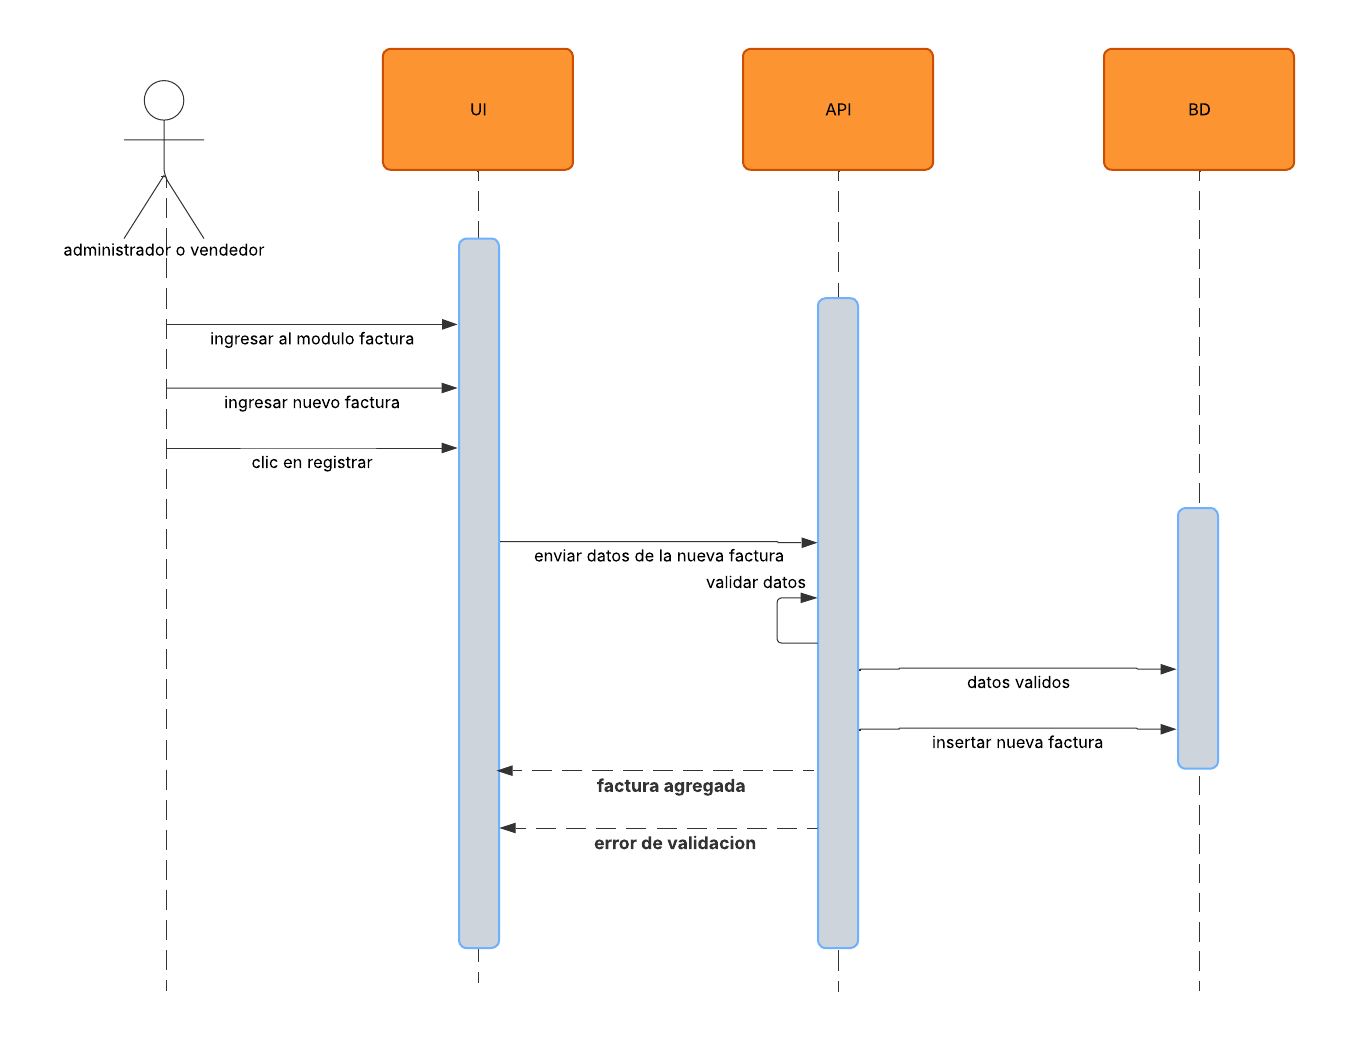 UI
API
BD
administrador o vendedor
ingresar al modulo factura
ingresar nuevo factura
clic en registrar
enviar datos de la nueva factura
validar datos
datos validos
insertar nueva factura
factura agregada
error de validacion